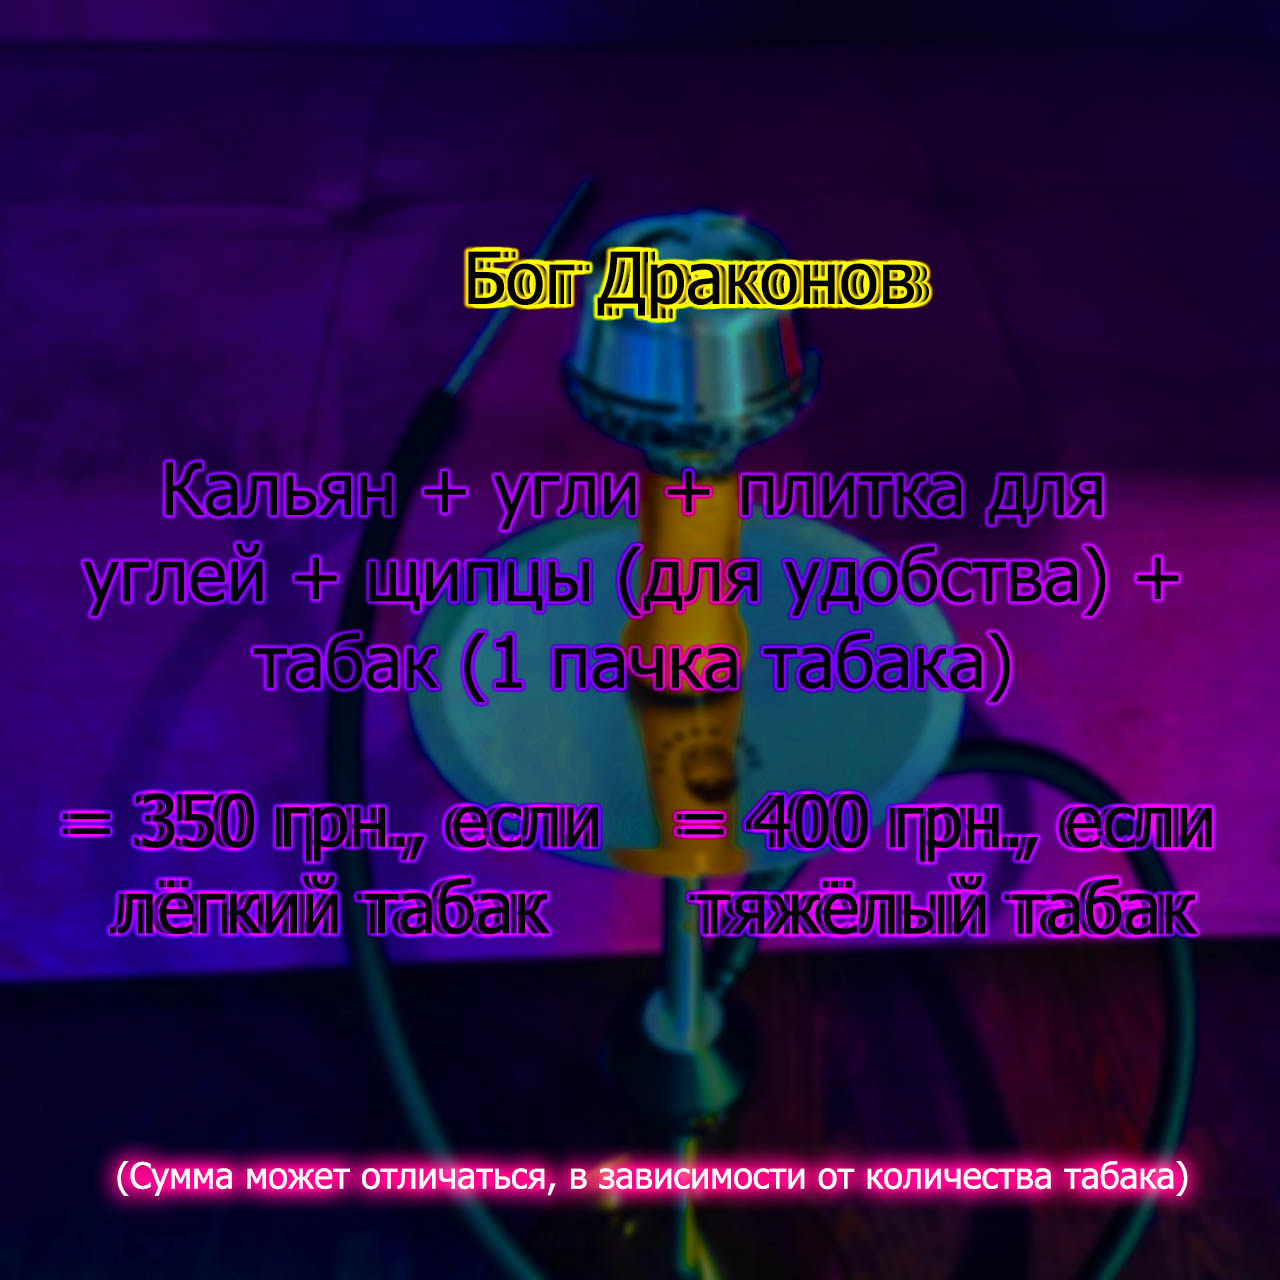 Бог Драконов
Кальян + угли + плитка для
углей + щипцы (для удобства) +
табак (1 пачка табака)
= 350 грн., если
лёгкий табак
= 400 грн., если
тяжёлый табак
(Сумма может отличаться, в зависимости от количества табака)